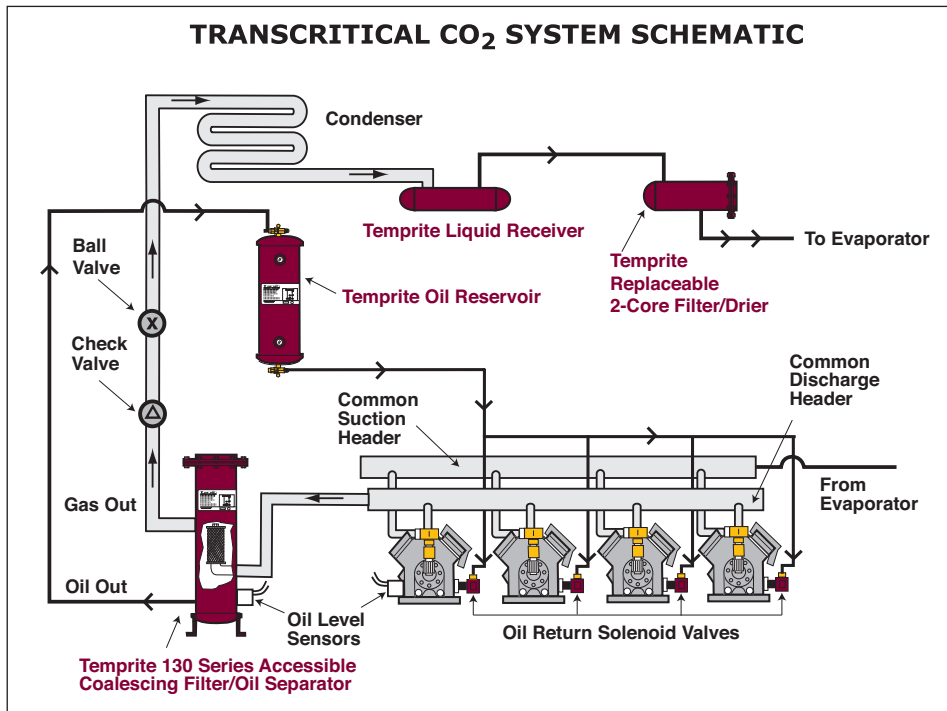 TRANSCRITICAL CO2 SYSTEM SCHEMATIC
Condenser
Temprite Liquid Receiver
To Evaporator
Temprite
Replaceable
2-Core Filter/Drier
Ball
Valve
Temprite Oil Reservoir
Check
Valve
X
Common
Discharge
Header
Common
Suction
Header
From
Evaporator
Gas Out
Oil Out
Oil Level
Sensors
Oil Return Solenoid Valves
Temprite 130 Series Accessible
Coalescing Filter/Oil Separator